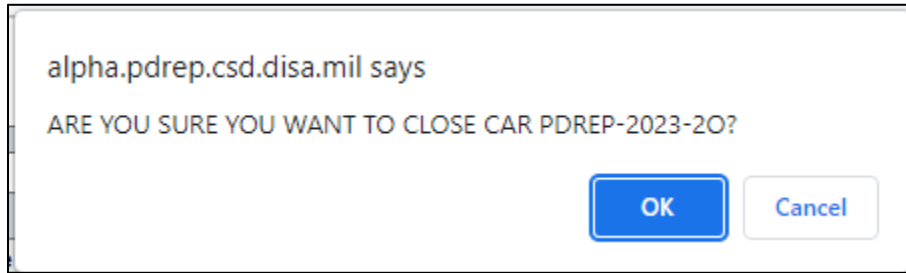 alpha.pdrep.csd.disa.mil says
ARE YOU SURE YOU WANT TO CLOSE CAR PDREP-2023-2O?
OK Cancel